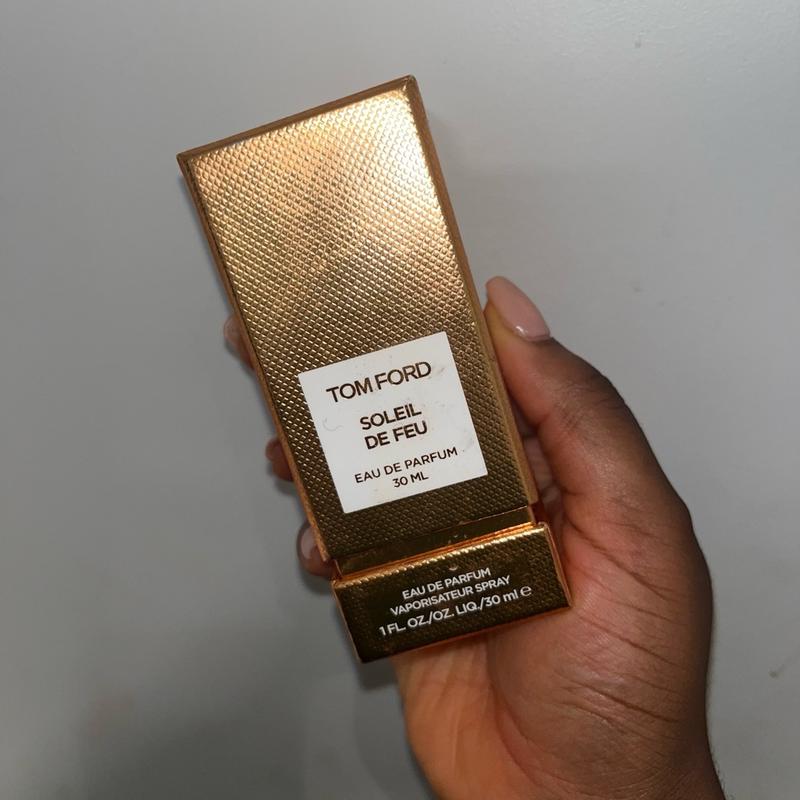 TOM FORD
SOLEIL
DE FEU
EAU DE PARFUM
30 ML
EAU DE PARFUM
VAPORISATEUR SPRAY
1 FL. OZ./OZ. LIQ./30 ml ℮